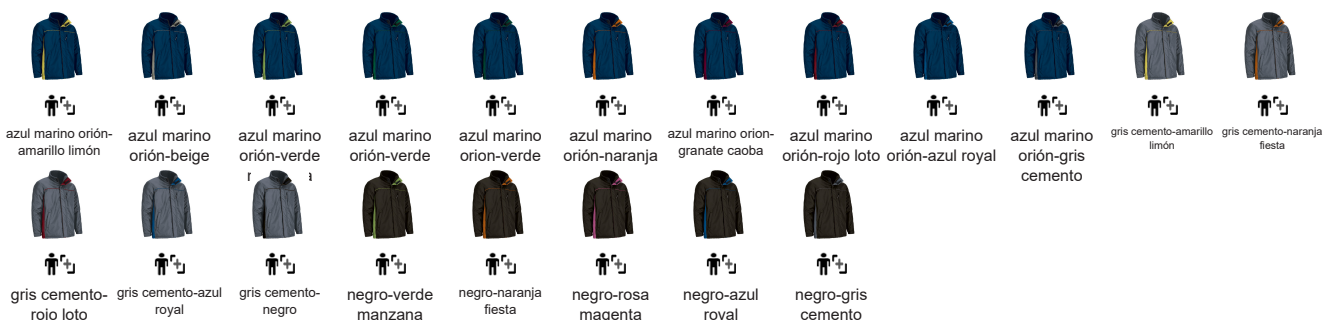 azul marino orión-
amarillo limón
azul marino
orión-beige
azul marino
orión-verde
azul marino
orión-verde
azul marino
orion-verde
azul marino
orión-naranja
azul marino orion-
granate caoba
azul marino
orión-rojo loto
azul marino
orión-azul royal
azul marino
orión-gris
cemento
gris cemento-amarillo
limón
gris cemento-naranja
fiesta
gris cemento-
rojo loto
gris cemento-azul
royal
gris cemento-
negro
negro-verde
manzana
negro-naranja
fiesta
negro-rosa
magenta
negro-azul
royal
negro-gris
cemento